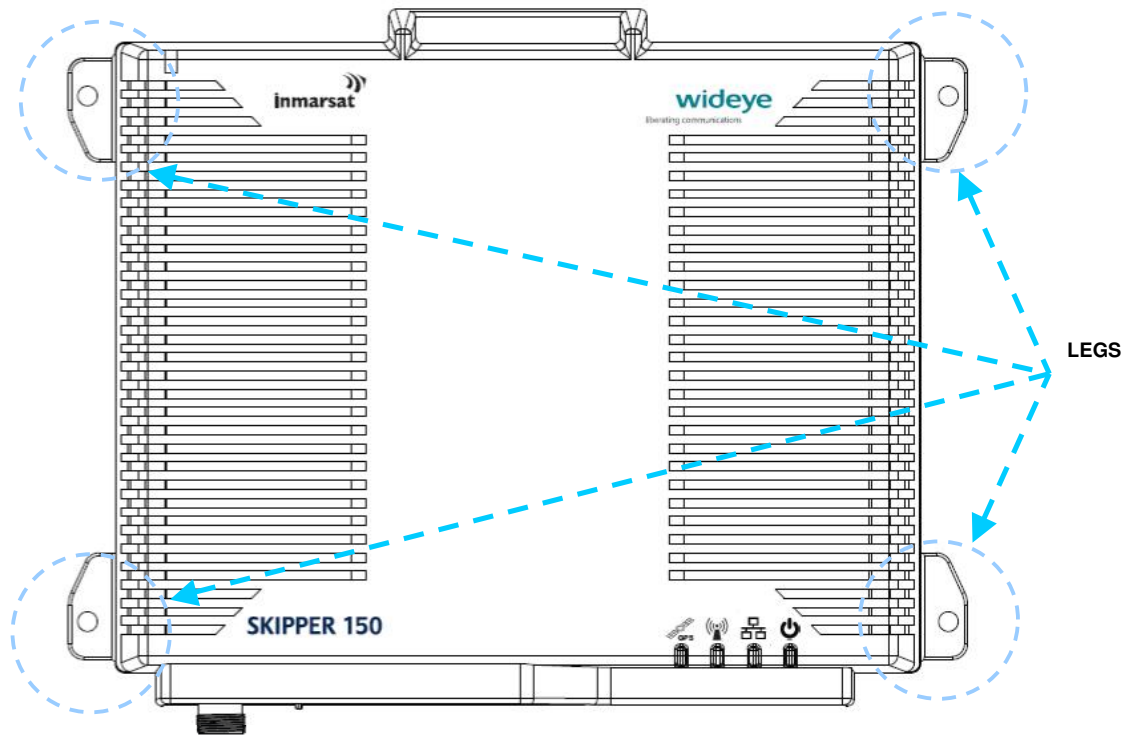 inmarsat
wideye
liberating communications
LEGS
SKIPPER 150
GPS